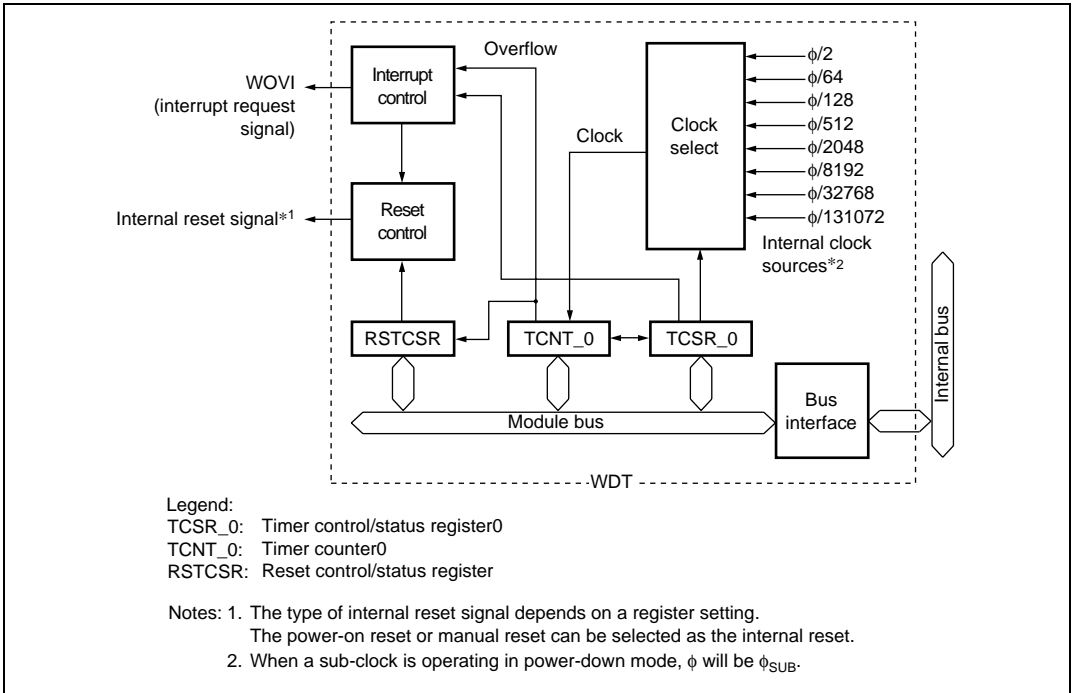 Overflow
WOVI
(interrupt request
signal)
Interrupt
control
Internal reset signal*1
Reset
control
Clock
Clock
select
ϕ/2
ϕ/64
ϕ/128
ϕ/512
ϕ/2048
ϕ/8192
ϕ/32768
ϕ/131072
Internal clock
sources*2
RSTCSR
TCNT_0
TCSR_0
Module bus
Bus
interface
Internal bus
WDT
Legend:
TCSR_0: Timer control/status register0
TCNT_0: Timer counter0
RSTCSR: Reset control/status register
Notes: 1. The type of internal reset signal depends on a register setting.
The power-on reset or manual reset can be selected as the internal reset.
2. When a sub-clock is operating in power-down mode, ϕ will be ϕSUB.